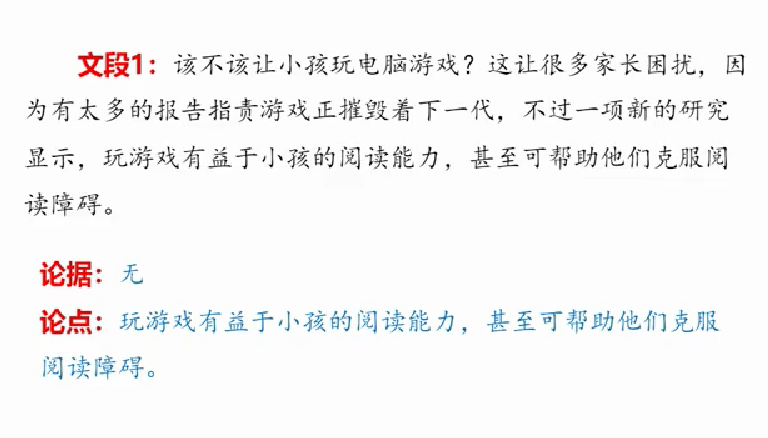 文段1：该不该让小孩玩电脑游戏？这让很多家长困扰，因
为有太多的报告指责游戏正摧毁着下一代，不过一项新的研究
显示，玩游戏有益于小孩的阅读能力，甚至可帮助他们克服阅
读障碍。
论据：无
论点：玩游戏有益于小孩的阅读能力，甚至可帮助他们克服
阅读障碍。